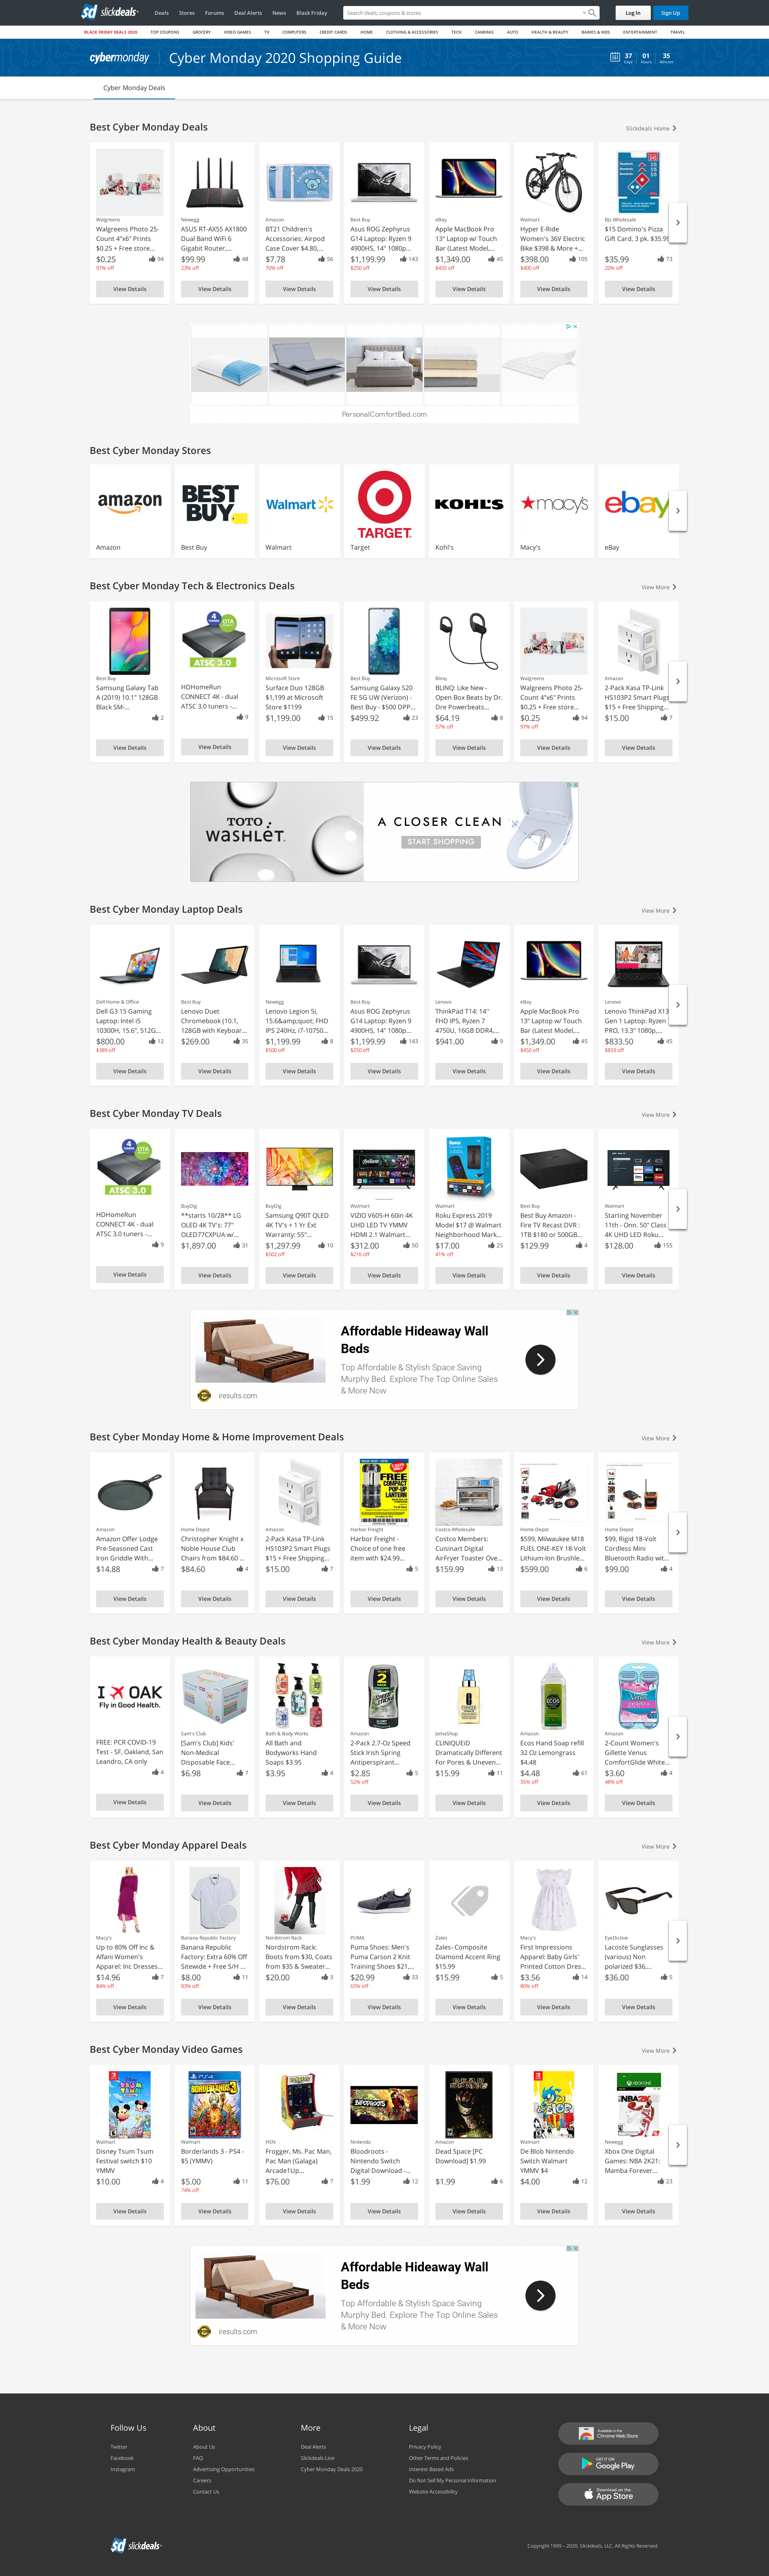 slickdeals
Deals Stores Forums Deal Alerts News Black Friday
Search deals, coupons & stores
Log In Sign Up
BLACK FRIDAY DEALS 2020 TOP COUPONS GROCERY VIDEO GAMES TV COMPUTERS CREDIT CARDS HOME CLOTHING & ACCESSORIES TECH CAMERAS AUTO HEALTH & BEAUTY BABIES & KIDS ENTERTAINMENT TRAVEL
cybermonday Cyber Monday 2020 Shopping Guide
37 01 35
Days Hours Minutes
Cyber Monday Deals
Best Cyber Monday Deals
Slickdeals Home
Walgreens
Walgreens Photo 25-
Count 4"x6" Prints
$0.25 + Free store...
$0.25 94
97% off
View Details
Newegg
ASUS RT-AX55 AX1800
Dual Band WiFi 6
Gigabit Router,...
$99.99 48
23% off
View Details
Amazon
BT21 Children's
Accessories: Airpod
Case Cover $4.80,...
$7.78 56
70% off
View Details
Best Buy
Asus ROG Zephyrus
G14 Laptop: Ryzen 9
4900HS, 14" 1080p...
$1,199.99 143
$250 off
View Details
eBay
Apple MacBook Pro
13" Laptop w/ Touch
Bar (Latest Model,...
$1,349.00 45
$450 off
View Details
Walmart
Hyper E-Ride
Women's 36V Electric
Bike $398 & More +...
$398.00 105
$400 off
View Details
BJs Wholesale
$15 Domino's Pizza
Gift Card, 3 pk. $35.99
$35.99 73
20% off
View Details
PersonalComfortBed.com
Best Cyber Monday Stores
amazon
Amazon
BEST BUY
Best Buy
Walmart
Walmart
TARGET
Target
KOHL'S
Kohl's
macy's
Macy's
ebay
eBay
Best Cyber Monday Tech & Electronics Deals
View More
Best Buy
Samsung Galaxy Tab
A (2019) 10.1" 128GB
Black SM-...
2
View Details
4 OTA
ATSC 3.0
HDHomeRun
CONNECT 4K - dual
ATSC 3.0 tuners -...
9
View Details
Microsoft Store
Surface Duo 128GB
$1,199 at Microsoft
Store $1199
$1,199.00 15
View Details
Best Buy
Samsung Galaxy S20
FE 5G UW (Verizon) -
Best Buy - $500 DPP...
$499.92 23
View Details
Blinq
BLINQ: Like New -
Open Box Beats by Dr.
Dre Powerbeats...
$64.19 8
57% off
View Details
Walgreens
Walgreens Photo 25-
Count 4"x6" Prints
$0.25 + Free store...
$0.25 94
97% off
View Details
Amazon
2-Pack Kasa TP-Link
HS103P2 Smart Plugs
$15 + Free Shipping...
$15.00 7
View Details
TOTO
WASHLET
A CLOSER CLEAN
START SHOPPING
Best Cyber Monday Laptop Deals
View More
Dell Home & Office
Dell G3 15 Gaming
Laptop: Intel i5
10300H, 15.6", 512G...
$800.00 12
$389 off
View Details
Best Buy
Lenovo Duet
Chromebook (10.1,
128GB with Keyboar...
$269.00 35
View Details
Newegg
Lenovo Legion 5i,
15.6&amp;quot; FHD
IPS 240Hz, i7-10750...
$1,199.99 8
$500 off
View Details
Best Buy
Asus ROG Zephyrus
G14 Laptop: Ryzen 9
4900HS, 14" 1080p...
$1,199.99 143
$250 off
View Details
Lenovo
ThinkPad T14: 14"
FHD IPS, Ryzen 7
4750U, 16GB DDR4,...
$941.00 9
View Details
eBay
Apple MacBook Pro
13" Laptop w/ Touch
Bar (Latest Model,...
$1,349.00 45
$450 off
View Details
Lenovo
Lenovo ThinkPad X13
Gen 1 Laptop: Ryzen
PRO, 13.3" 1080p,...
$833.50 45
$833 off
View Details
Best Cyber Monday TV Deals
View More
4 OTA
ATSC 3.0
HDHomeRun
CONNECT 4K - dual
ATSC 3.0 tuners -...
9
View Details
BuyDig
**starts 10/28** LG
OLED 4K TV's: 77"
OLED77CXPUA w/...
$1,897.00 31
View Details
BuyDig
Samsung Q90T QLED
4K TV's + 1 Yr Ext
Warranty: 55"...
$1,297.99 10
$502 off
View Details
Walmart
VIZIO V605-H 60in 4K
UHD LED TV YMMV
HDMI 2.1 Walmart...
$312.00 50
$216 off
View Details
Walmart
Roku Express 2019
Model $17 @ Walmart
Neighborhood Mark...
$17.00 25
41% off
View Details
Best Buy
Best Buy Amazon -
Fire TV Recast DVR :
1TB $180 or 500GB...
$129.99 4
View Details
Walmart
Starting November
11th - Onn. 50" Class
4K UHD LED Roku...
$128.00 155
View Details
Affordable Hideaway Wall
Beds
Top Affordable & Stylish Space Saving
Murphy Bed. Explore The Top Online Sales
& More Now
iresults.com
Best Cyber Monday Home & Home Improvement Deals
View More
Amazon
Amazon Offer Lodge
Pre-Seasoned Cast
Iron Griddle With...
$14.88 7
View Details
Home Depot
Christopher Knight x
Noble House Club
Chairs from $84.60 ...
$84.60 4
View Details
Amazon
2-Pack Kasa TP-Link
HS103P2 Smart Plugs
$15 + Free Shipping...
$15.00 7
View Details
FREE
COMPACT
POP-UP
LANTERN
Harbor Freight
Harbor Freight -
Choice of one free
item with $24.99...
5
View Details
Costco Wholesale
Costco Members:
Cuisinart Digital
AirFryer Toaster Ove...
$159.99 13
View Details
Home Depot
$599, Milwaukee M18
FUEL ONE-KEY 18-Volt
Lithium-Ion Brushle...
$599.00 6
View Details
Home Depot
$99, Rigid 18-Volt
Cordless Mini
Bluetooth Radio wit...
$99.00 4
View Details
Best Cyber Monday Health & Beauty Deals
View More
I OAK
Fly in Good Health.
FREE: PCR COVID-19
Test - SF, Oakland, San
Leandro, CA only
4
View Details
Sam's Club
[Sam's Club] Kids'
Non-Medical
Disposable Face...
$6.98 7
View Details
Bath & Body Works
All Bath and
Bodyworks Hand
Soaps $3.95
$3.95 4
View Details
Amazon
2-Pack 2.7-Oz Speed
Stick Irish Spring
Antiperspirant...
$2.85 5
52% off
View Details
JomaShop
CLINIQUEiD
Dramatically Different
For Pores & Uneven...
$15.99 11
View Details
Amazon
Ecos Hand Soap refill
32 Oz Lemongrass
$4.48
$4.48 61
35% off
View Details
Amazon
2-Count Women's
Gillette Venus
ComfortGlide White...
$3.60 4
48% off
View Details
Best Cyber Monday Apparel Deals
View More
Macy's
Up to 80% Off Inc &
Alfani Women's
Apparel: Inc Dresses...
$14.96 7
84% off
View Details
Banana Republic Factory
Banana Republic
Factory: Extra 60% Off
Sitewide + Free S/H ...
$8.00 11
83% off
View Details
Nordstrom Rack
Nordstrom Rack:
Boots from $30, Coats
from $35 & Sweater...
$20.00 3
View Details
PUMA
Puma Shoes: Men's
Puma Carson 2 Knit
Training Shoes $21,...
$20.99 33
65% off
View Details
Zales
Zales- Composite
Diamond Accent Ring
$15.99
$15.99 5
View Details
Macy's
First Impressions
Apparel: Baby Girls'
Printed Cotton Dres...
$3.56 14
80% off
View Details
EyeDictive
Lacoste Sunglasses
(various) Non
polarized $36,...
$36.00 5
View Details
Best Cyber Monday Video Games
View More
Walmart
Disney Tsum Tsum
Festival switch $10
YMMV
$10.00 4
View Details
Walmart
Borderlands 3 - PS4 -
$5 (YMMV)
$5.00 11
74% off
View Details
HSN
Frogger, Ms. Pac Man,
Pac Man (Galaga)
Arcade1Up...
$76.00 7
View Details
Nintendo
Bloodroots -
Nintendo Switch
Digital Download -...
$1.99 12
View Details
Amazon
Dead Space [PC
Download] $1.99
$1.99 6
View Details
Walmart
De Blob Nintendo
Switch Walmart
YMMV $4
$4.00 12
View Details
Newegg
Xbox One Digital
Games: NBA 2K21:
Mamba Forever...
23
View Details
Affordable Hideaway Wall
Beds
Top Affordable & Stylish Space Saving
Murphy Bed. Explore The Top Online Sales
& More Now
iresults.com
Follow Us
Twitter
Facebook
Instagram
About
About Us
FAQ
Advertising Opportunities
Careers
Contact Us
More
Deal Alerts
Slickdeals Live
Cyber Monday Deals 2020
Legal
Privacy Policy
Other Terms and Policies
Interest-Based Ads
Do Not Sell My Personal Information
Website Accessibility
Available in the
Chrome Web Store
GET IT ON
Google Play
Download on the
App Store
slickdeals
Copyright 1999 - 2020. Slickdeals, LLC. All Rights Reserved.